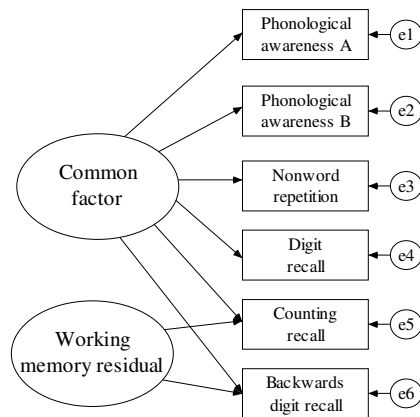 Phonological
awareness A
e1
Phonological
awareness B
e2
Common
factor
Nonword
repetition
e3
Digit
recall
e4
Counting
recall
e5
Working
memory residual
Backwards
digit recall
e6